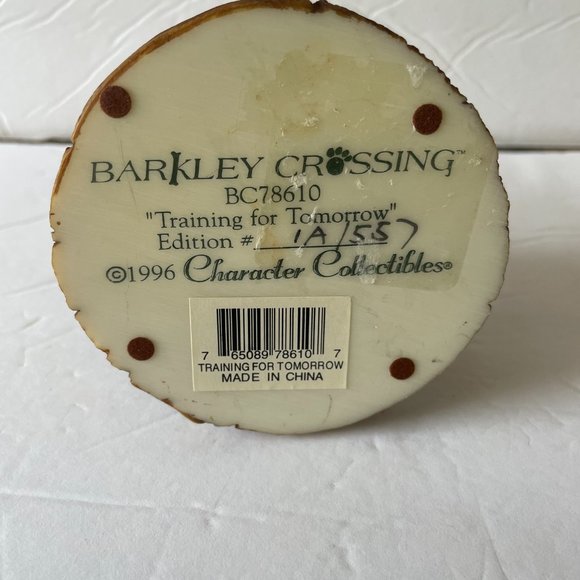 BARKLEY CROSSING™
BC78610
"Training for Tomorrow"
Edition # 1A/557
©1996 Character Collectibles®
7 65089 78610 7
TRAINING FOR TOMORROW
MADE IN CHINA